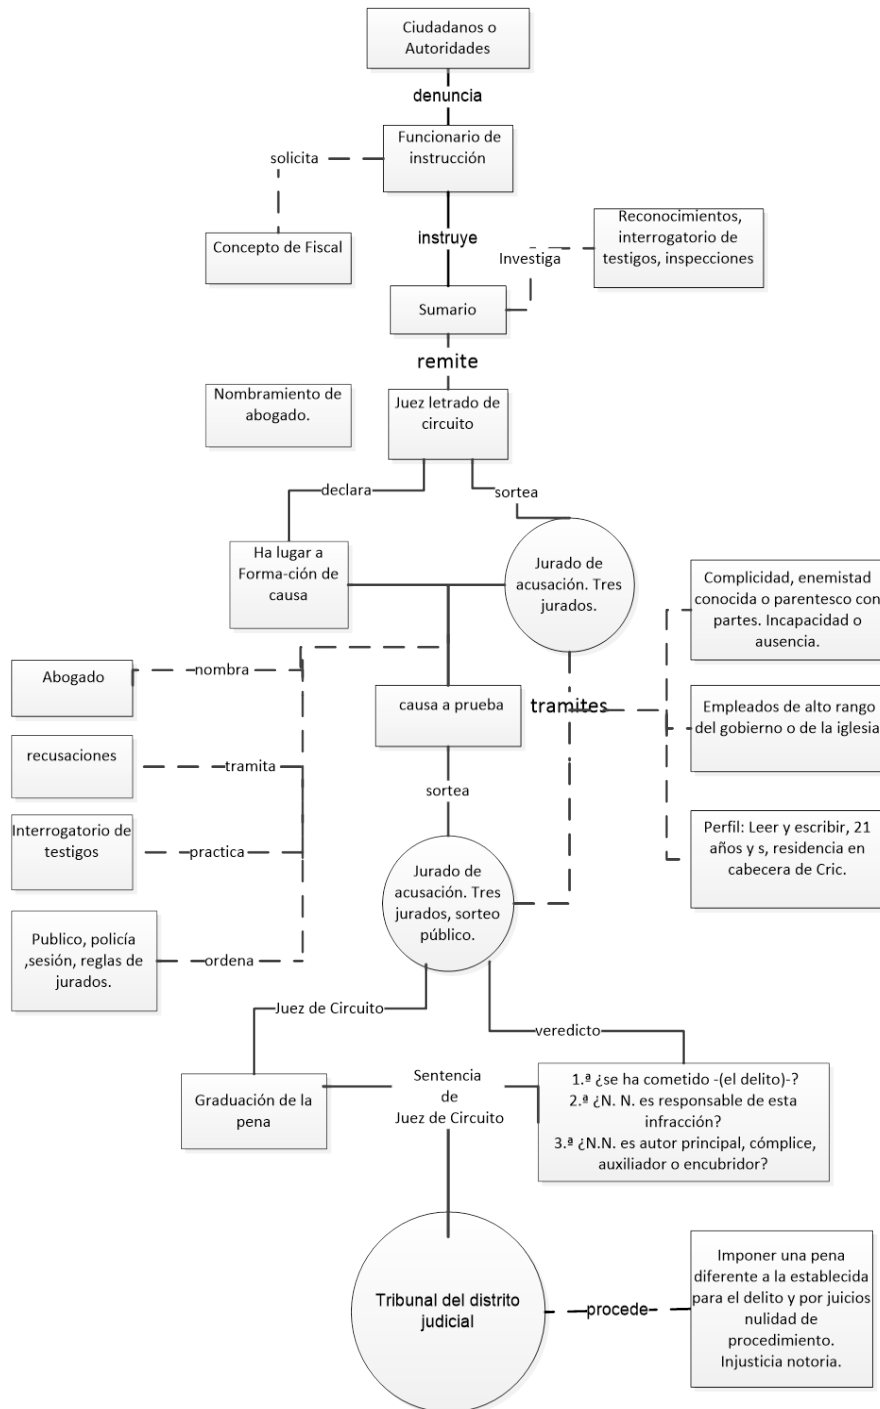 Ciudadanos o
Autoridades
denuncia
Funcionario de
instrucción
solicita
Concepto de Fiscal
instruye
Investiga
Reconocimientos,
interrogatorio de
testigos, inspecciones
Sumario
remite
Nombramiento de
abogado.
Juez letrado de
circuito
declara
sortea
Ha lugar a
Forma-ción de
causa
Jurado de
acusación. Tres
jurados.
Complicidad, enemistad
conocida o parentesco con
partes. Incapacidad o
ausencia.
Abogado
nombra
causa a prueba
tramites
Empleados de alto rango
del gobierno o de la iglesia
recusaciones
tramita
sortea
Interrogatorio de
testigos
practica
Perfil: Leer y escribir, 21
años y s, residencia en
cabecera de Cric.
Jurado de
acusación. Tres
jurados, sorteo
público.
Publico, policía
,sesión, reglas de
jurados.
ordena
Juez de Circuito
veredicto
Graduación de la
pena
Sentencia
de
Juez de Circuito
1.ª ¿se ha cometido -(el delito)-?
2.ª ¿N. N. es responsable de esta
infracción?
3.ª ¿N.N. es autor principal, cómplice,
auxiliador o encubridor?
Tribunal del distrito
judicial
procede
Imponer una pena
diferente a la establecida
para el delito y por juicios
nulidad de
procedimiento.
Injusticia notoria.